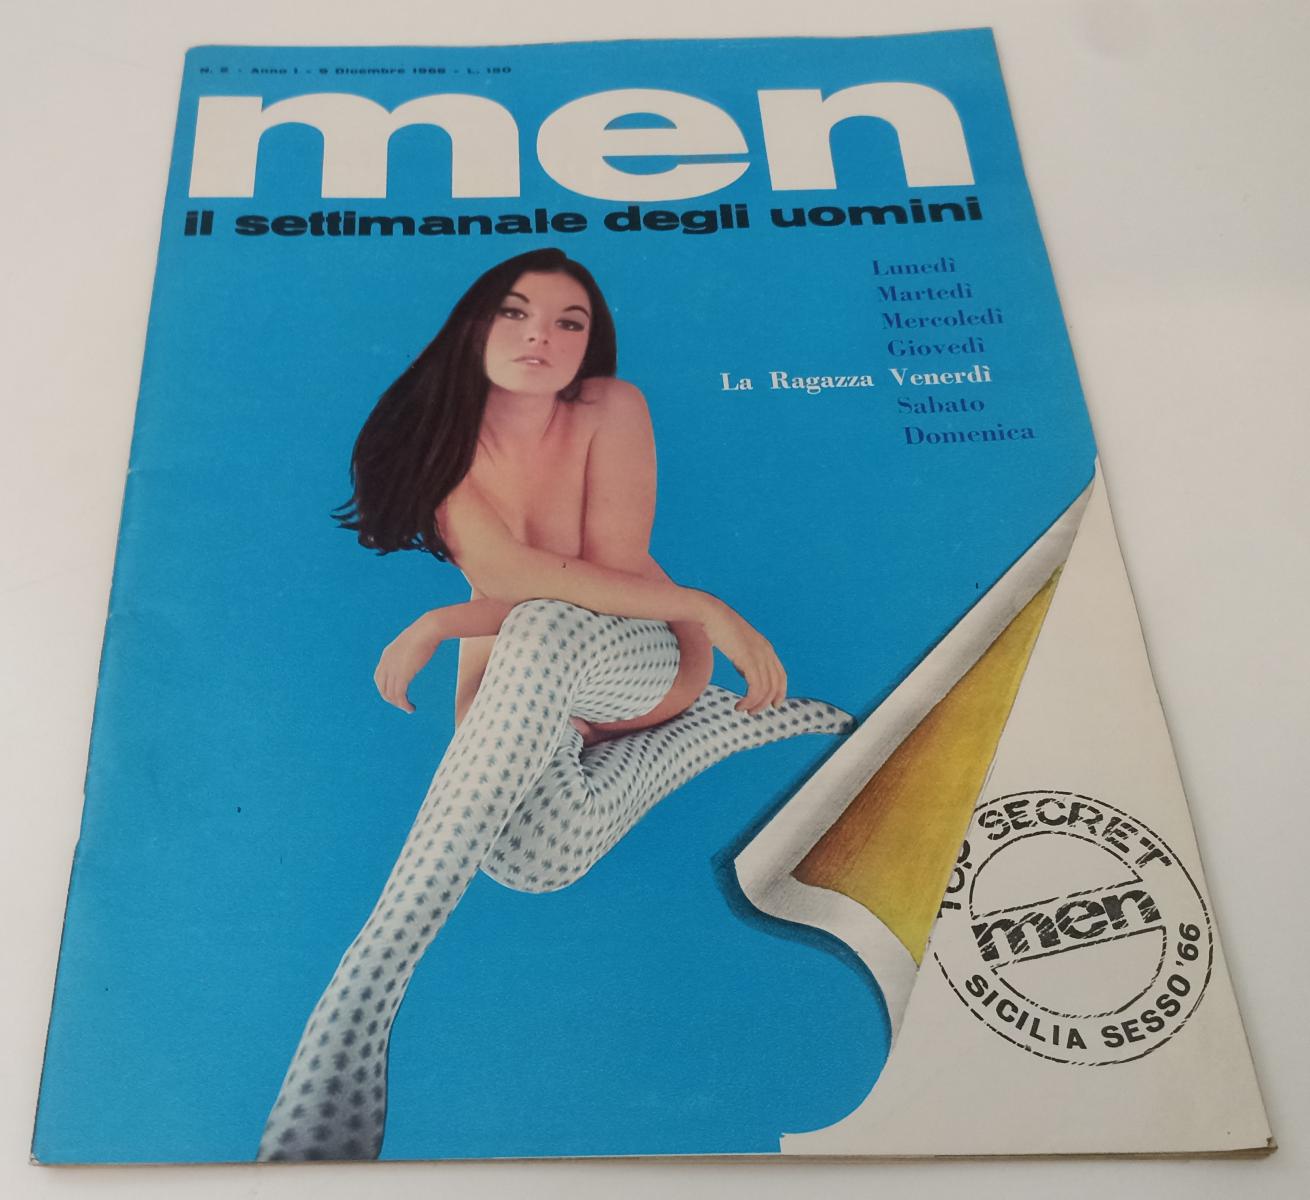 N. 2 - Anno I - 9 Dicembre 1966 - L. 150
men
il settimanale degli uomini
Lunedì
Martedì
Mercoledì
Giovedì
La Ragazza Venerdì
Sabato
Domenica
TOP SECRET
men
SICILIA SESSO '66